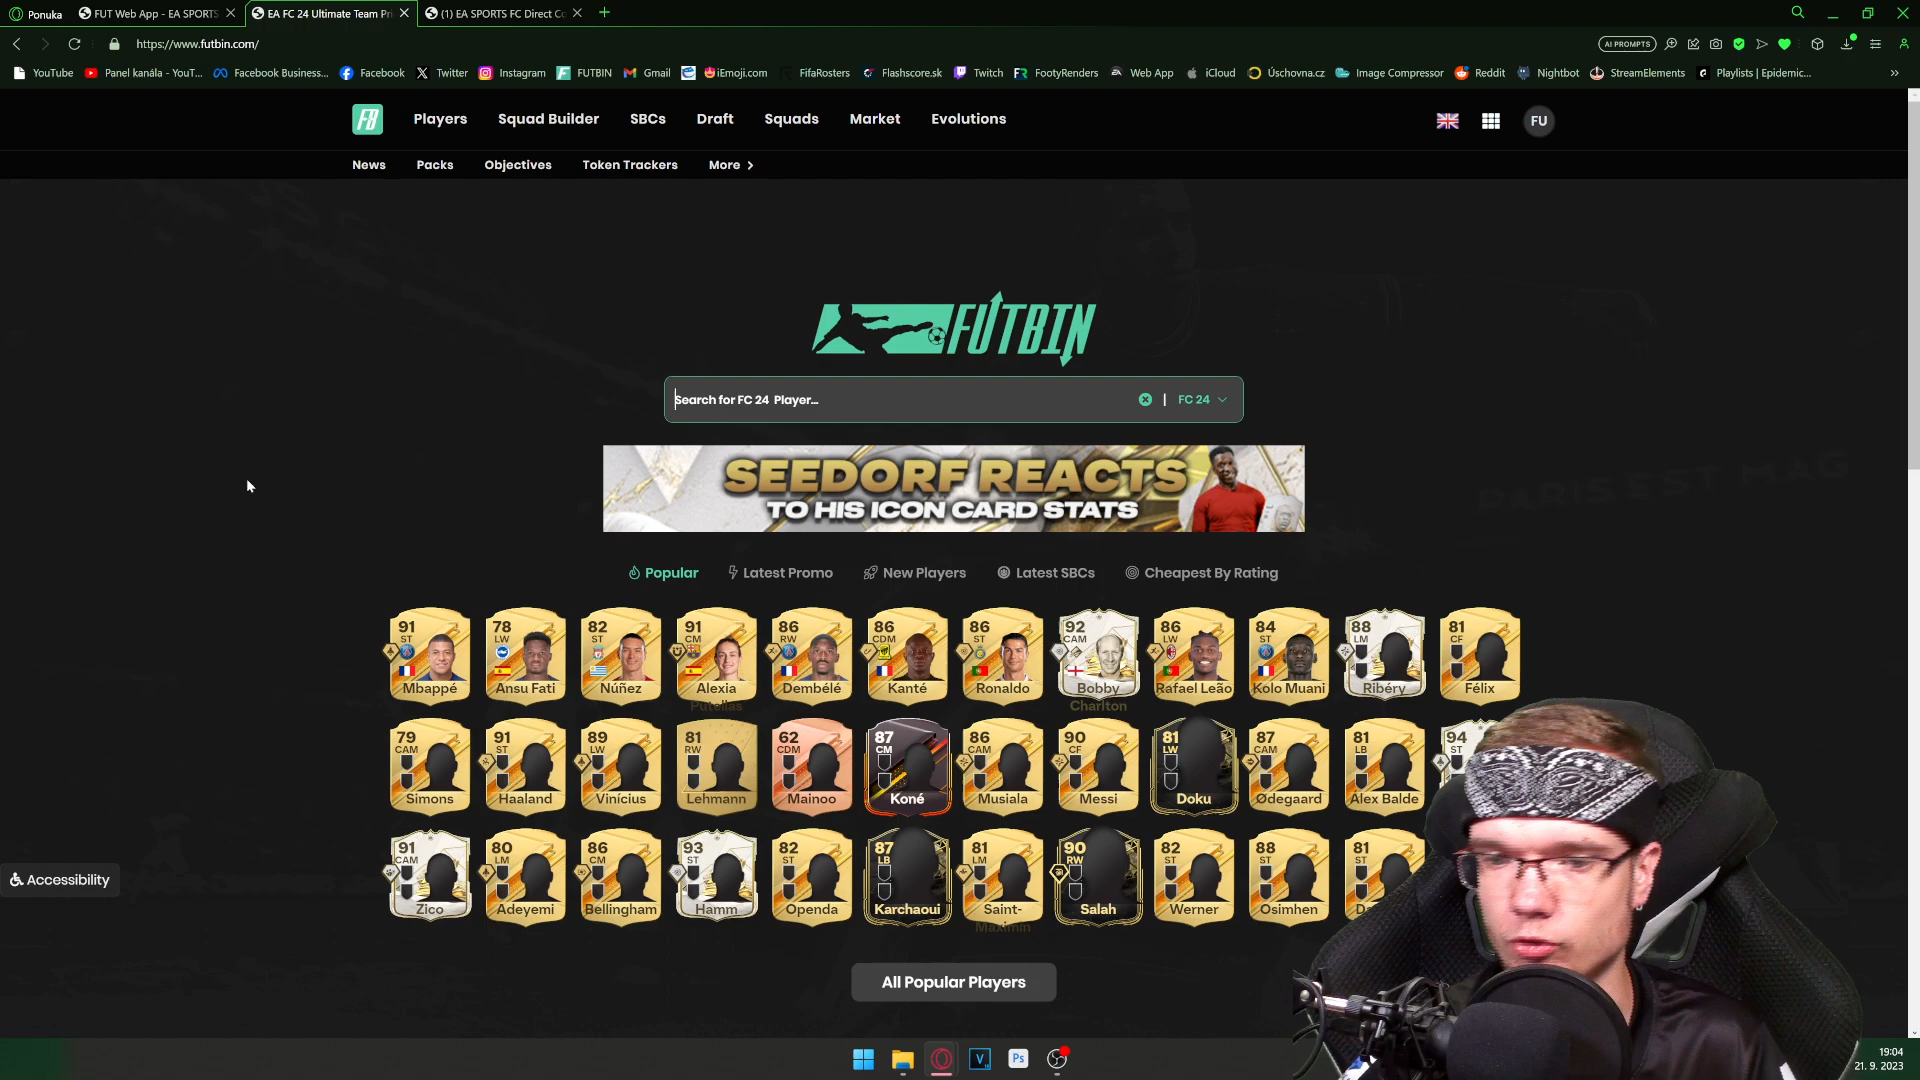 Ponuka
FUT Web App - EA SPORTS
EA FC 24 Ultimate Team Pri
(1) EA SPORTS FC Direct Co
https://www.futbin.com/
AI PROMPTS
YouTube
Panel kanála - YouT...
Facebook Business...
Facebook
Twitter
Instagram
FUTBIN
Gmail
iEmoji.com
FifaRosters
Flashscore.sk
Twitch
FootyRenders
Web App
iCloud
Úschovna.cz
Image Compressor
Reddit
Nightbot
StreamElements
Playlists | Epidemic...
FB
Players
Squad Builder
SBCs
Draft
Squads
Market
Evolutions
FU
News
Packs
Objectives
Token Trackers
More
FUTBIN
Search for FC 24 Player...
| FC 24
SEEDORF REACTS
TO HIS ICON CARD STATS
Popular
Latest Promo
New Players
Latest SBCs
Cheapest By Rating
91 ST Mbappé
78 LW Ansu Fati
82 ST Núñez
91 CM Alexia Putellas
86 RW Dembélé
86 CDM Kanté
86 ST Ronaldo
92 CAM Bobby Charlton
86 LW Rafael Leão
84 ST Kolo Muani
88 LM Ribéry
81 CF Félix
79 CAM Simons
91 ST Haaland
89 LW Vinícius
81 RW Lehmann
62 CDM Mainoo
87 CM Koné
86 CAM Musiala
90 CF Messi
81 LW Doku
87 CAM Ødegaard
81 LB Alex Balde
94 ST
91 CAM Zico
80 LM Adeyemi
86 CM Bellingham
93 ST Hamm
82 ST Openda
87 LB Karchaoui
81 LM Saint-Maximin
90 RW Salah
82 ST Werner
88 ST Osimhen
81 ST
All Popular Players
Accessibility
PARIS EST MAG
V
Ps
19:04
21. 9. 2023